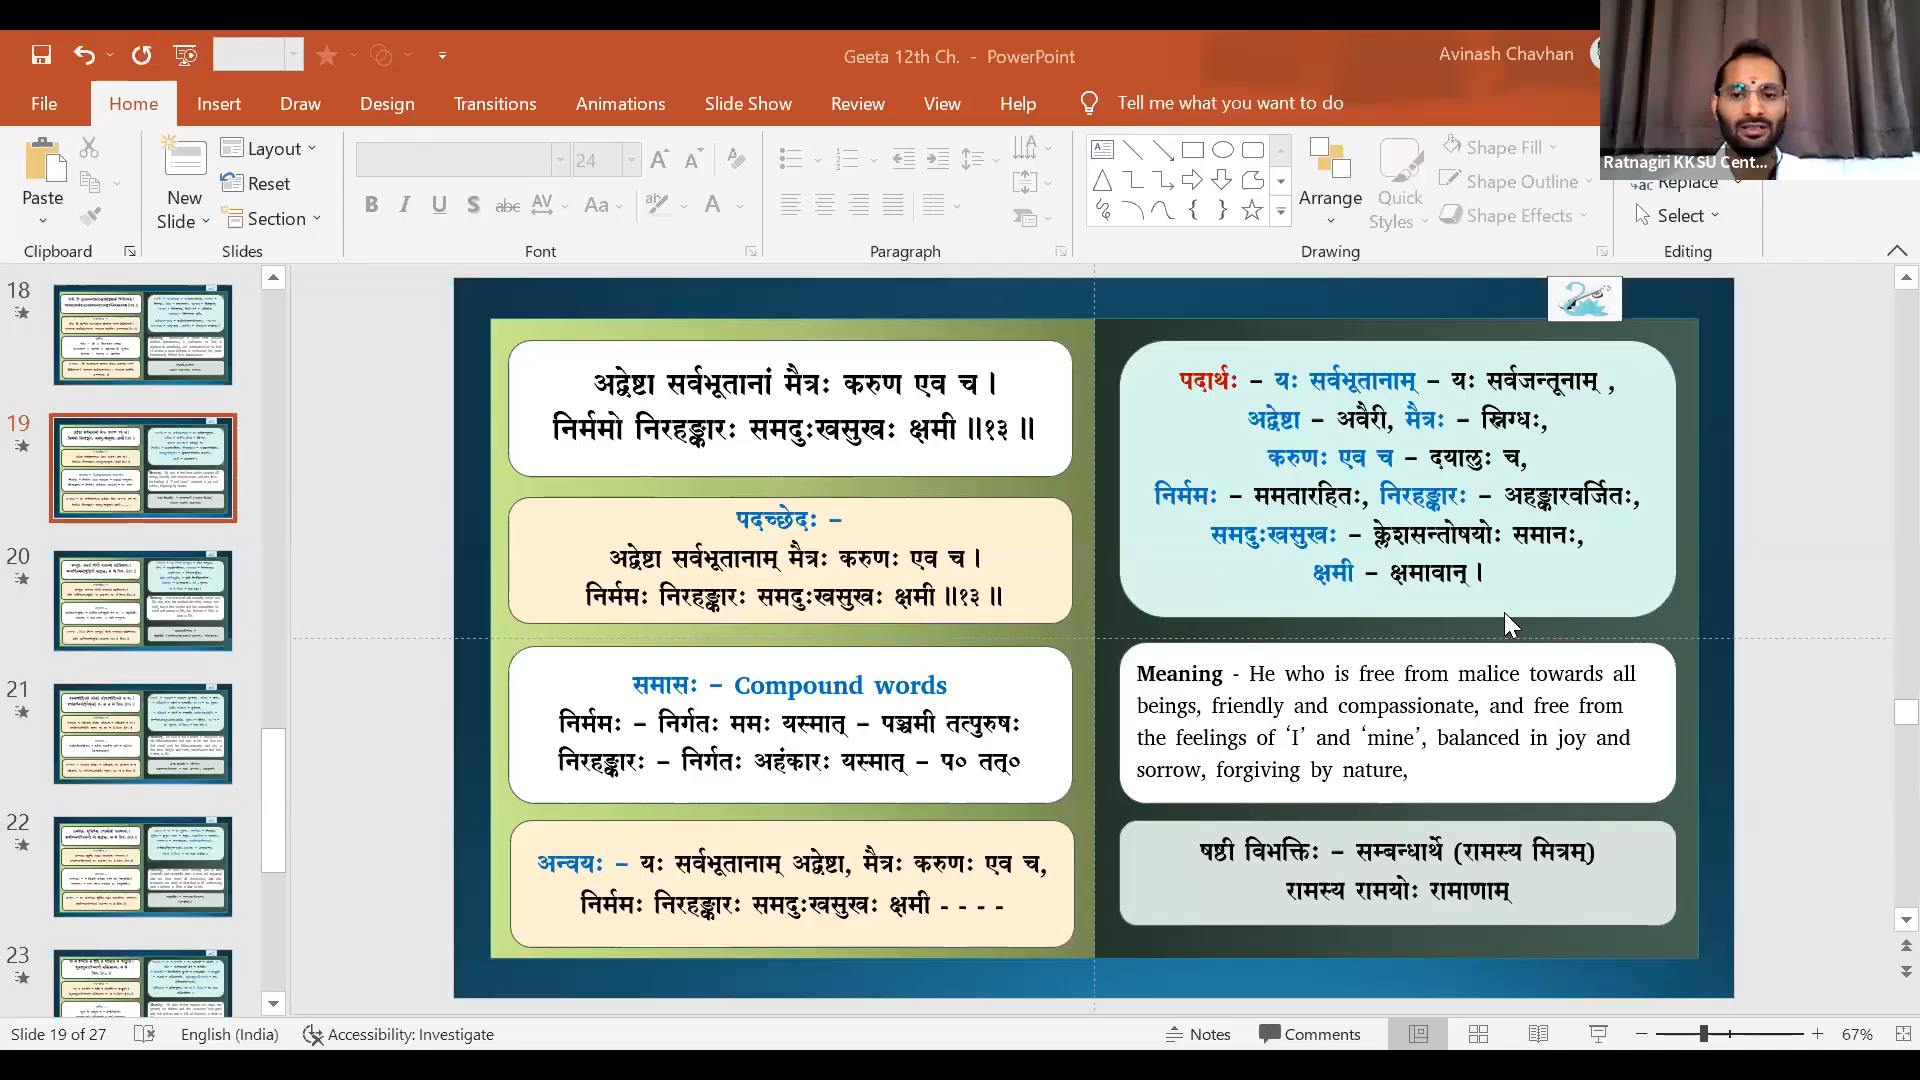 Geeta 12th Ch. - PowerPoint
Avinash Chavhan
File Home Insert Draw Design Transitions Animations Slide Show Review View Help Tell me what you want to do
Paste
Clipboard
New Slide
Layout
Reset
Section
Slides
24
Font
Paragraph
Arrange
Quick Styles
Shape Fill
Shape Outline
Shape Effects
Drawing
Replace
Select
Editing
Ratnagiri KKSU Cent...
18
19
20
21
22
23
अद्वेष्टा सर्वभूतानां मैत्रः करुण एव च ।
निर्ममो निरहङ्कारः समदुःखसुखः क्षमी ॥१३॥
पदच्छेदः –
अद्वेष्टा सर्वभूतानाम् मैत्रः करुणः एव च ।
निर्ममः निरहङ्कारः समदुःखसुखः क्षमी ॥१३॥
समासः – Compound words
निर्ममः – निर्गतः ममः यस्मात् – पञ्चमी तत्पुरुषः
निरहङ्कारः – निर्गतः अहंकारः यस्मात् – प० तत्०
अन्वयः – यः सर्वभूतानाम् अद्वेष्टा, मैत्रः करुणः एव च,
निर्ममः निरहङ्कारः समदुःखसुखः क्षमी - - - -
पदार्थः – यः सर्वभूतानाम् – यः सर्वजन्तूनाम् ,
अद्वेष्टा – अवैरी, मैत्रः – स्निग्धः,
करुणः एव च – दयालुः च,
निर्ममः – ममतारहितः, निरहङ्कारः – अहङ्कारवर्जितः,
समदुःखसुखः – क्लेशसन्तोषयोः समानः,
क्षमी – क्षमावान् ।
Meaning - He who is free from malice towards all
beings, friendly and compassionate, and free from
the feelings of ‘I’ and ‘mine’, balanced in joy and
sorrow, forgiving by nature,
षष्ठी विभक्तिः – सम्बन्धार्थे (रामस्य मित्रम्)
रामस्य रामयोः रामाणाम्
Slide 19 of 27
English (India)
Accessibility: Investigate
Notes
Comments
67%